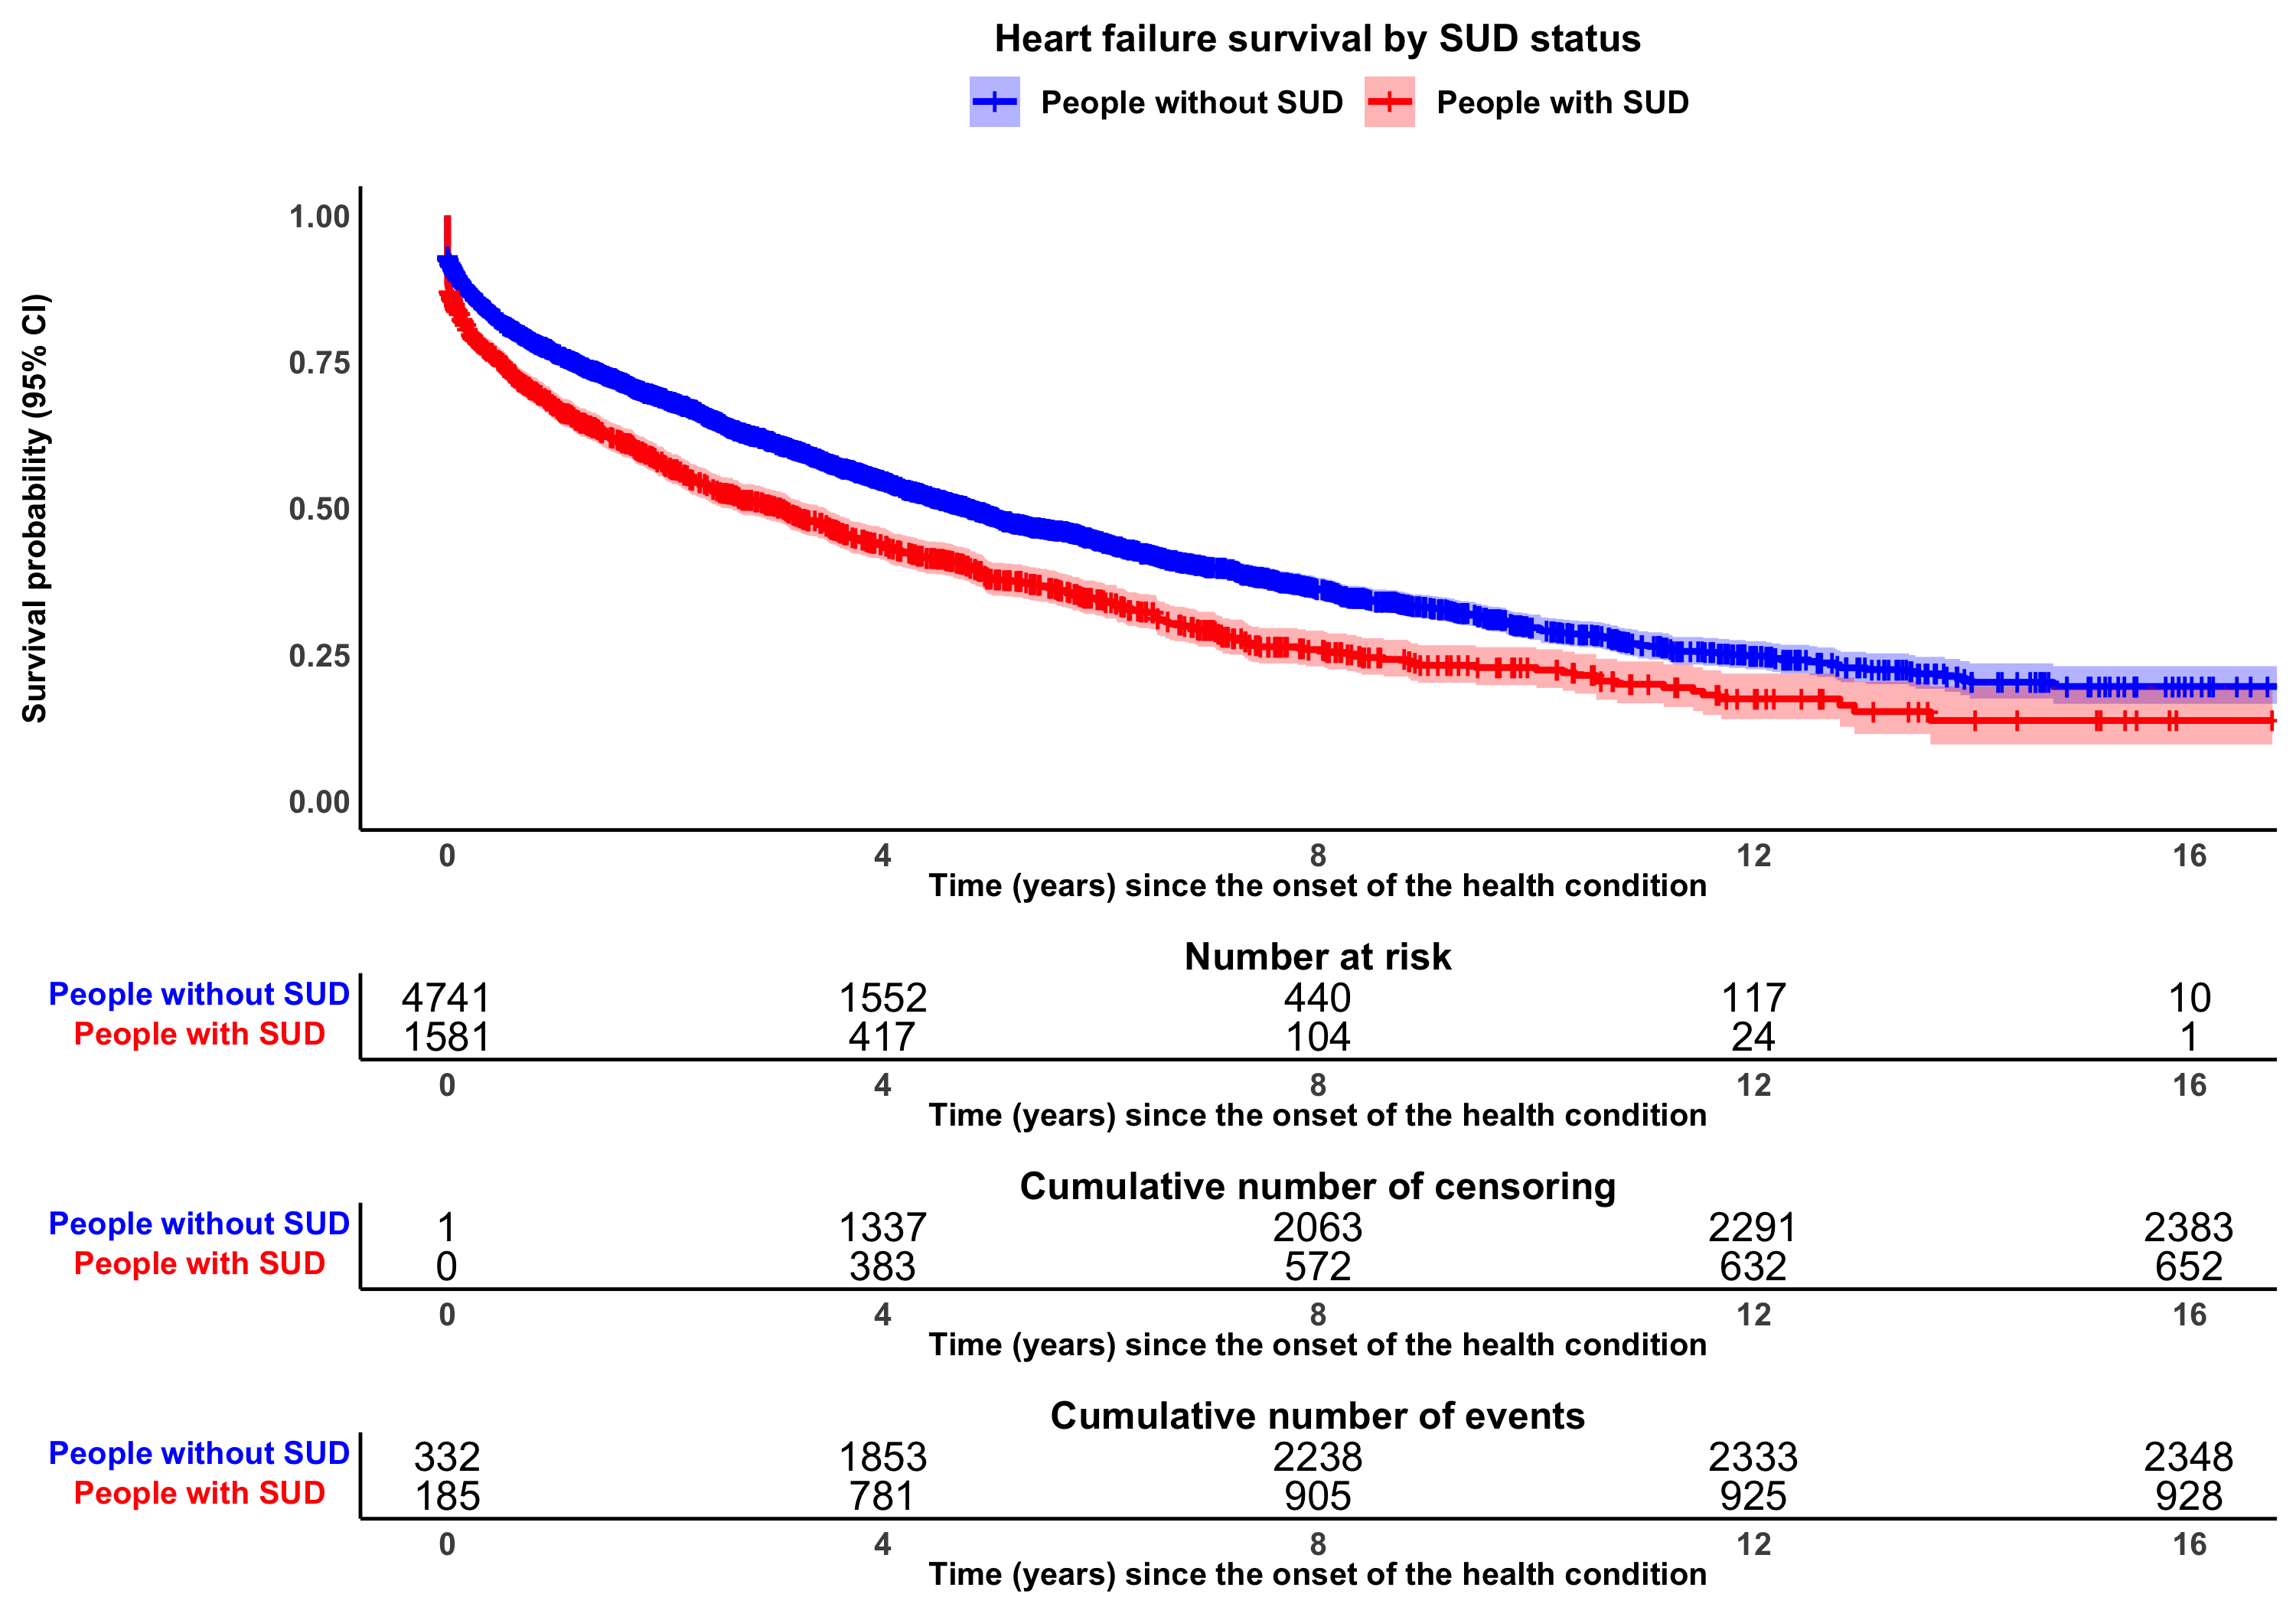 Heart failure survival by SUD status
People without SUD People with SUD
Survival probability (95% CI)
1.00
0.75
0.50
0.25
0.00
0 4 8 12 16
Time (years) since the onset of the health condition
Number at risk
People without SUD 4741 1552 440 117 10
People with SUD 1581 417 104 24 1
0 4 8 12 16
Time (years) since the onset of the health condition
Cumulative number of censoring
People without SUD 1 1337 2063 2291 2383
People with SUD 0 383 572 632 652
0 4 8 12 16
Time (years) since the onset of the health condition
Cumulative number of events
People without SUD 332 1853 2238 2333 2348
People with SUD 185 781 905 925 928
0 4 8 12 16
Time (years) since the onset of the health condition